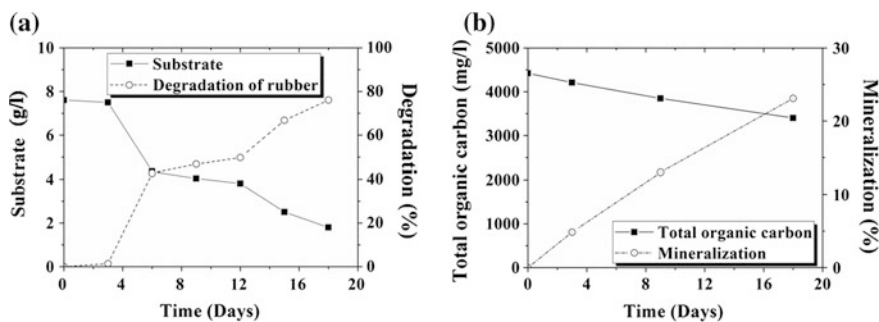 (a)
10
8
6
4
2
0
Substrate (g/l)
100
80
60
40
20
0
Degradation (%)
Substrate
Degradation of rubber
0 4 8 12 16 20
Time (Days)
(b)
5000
4000
3000
2000
1000
0
Total organic carbon (mg/l)
30
20
10
0
Mineralization (%)
Total organic carbon
Mineralization
0 4 8 12 16 20
Time (Days)